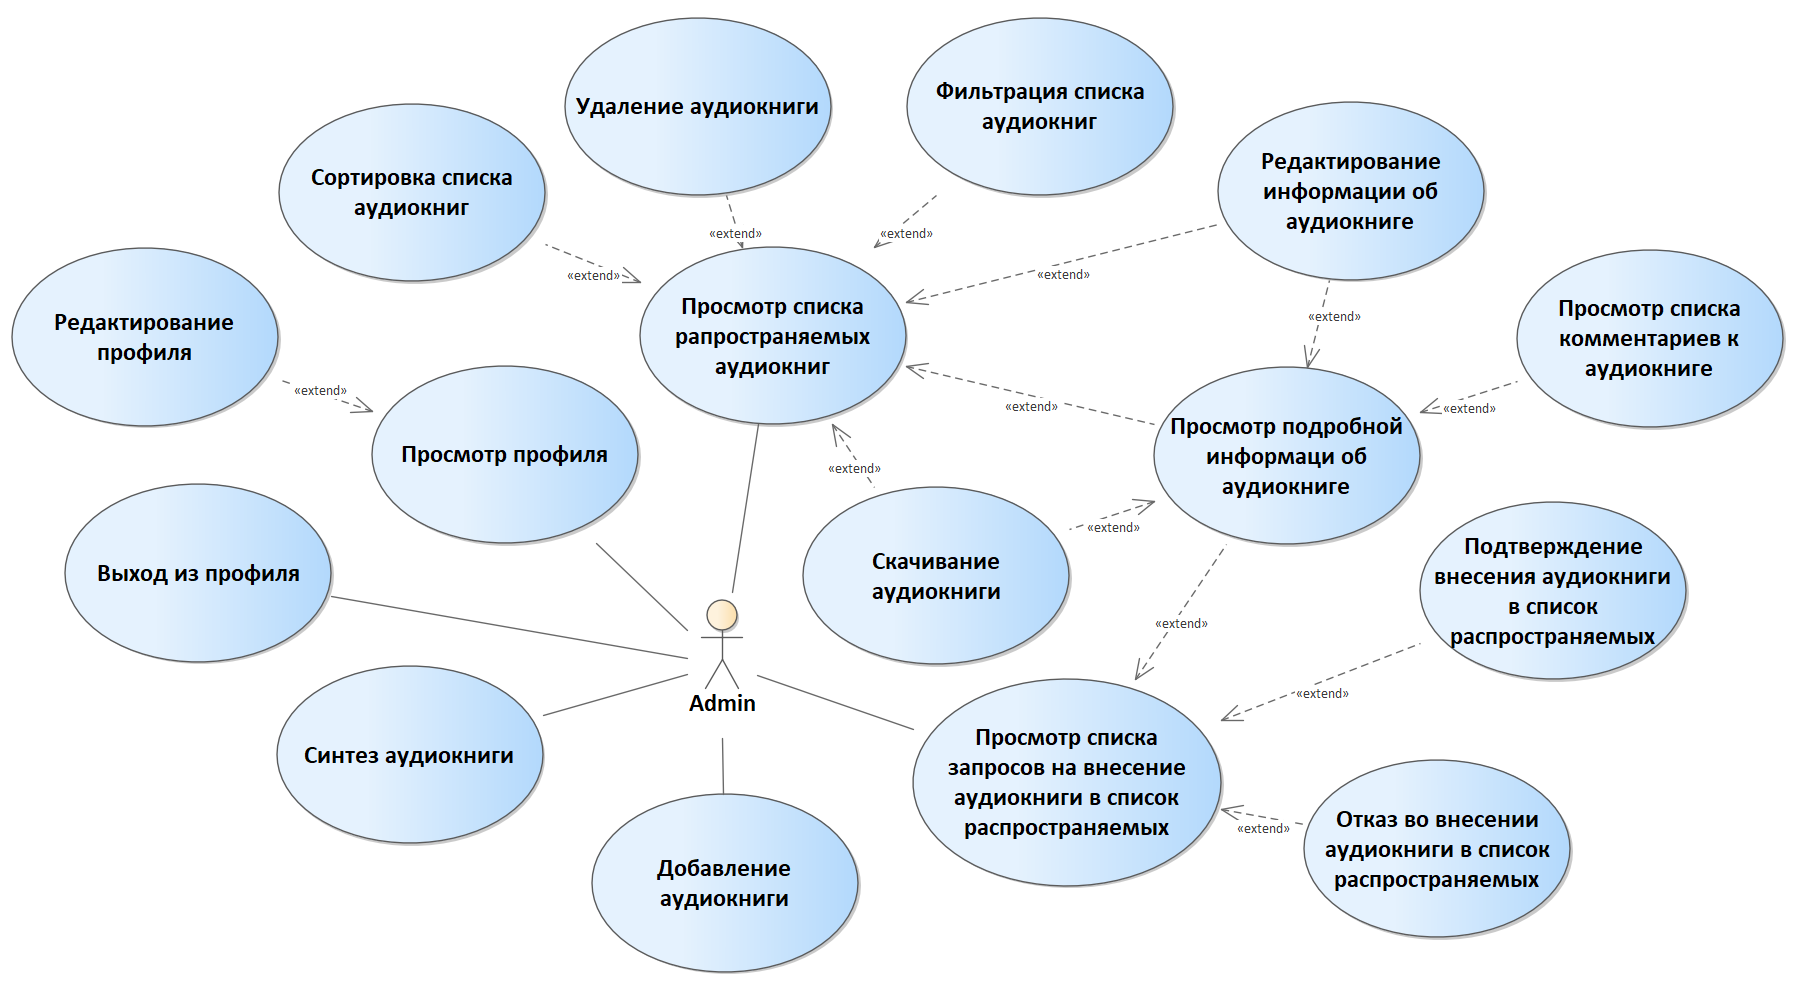 Удаление аудиокниги
Фильтрация списка
аудиокниг
Сортировка списка
аудиокниг
Редактирование
информации об
аудиокниге
«extend»
«extend»
«extend»
«extend»
Редактирование
профиля
Просмотр списка
рапространяемых
аудиокниг
«extend»
Просмотр списка
комментариев к
аудиокниге
«extend»
«extend»
«extend»
Просмотр профиля
Просмотр подробной
информаци об
аудиокниге
«extend»
«extend»
Выход из профиля
Скачивание
аудиокниги
Подтверждение
внесения аудиокниги
в список
распространяемых
«extend»
Admin
«extend»
Синтез аудиокниги
Просмотр списка
запросов на внесение
аудиокниги в список
распространяемых
«extend»
Отказ во внесении
аудиокниги в список
распространяемых
Добавление
аудиокниги